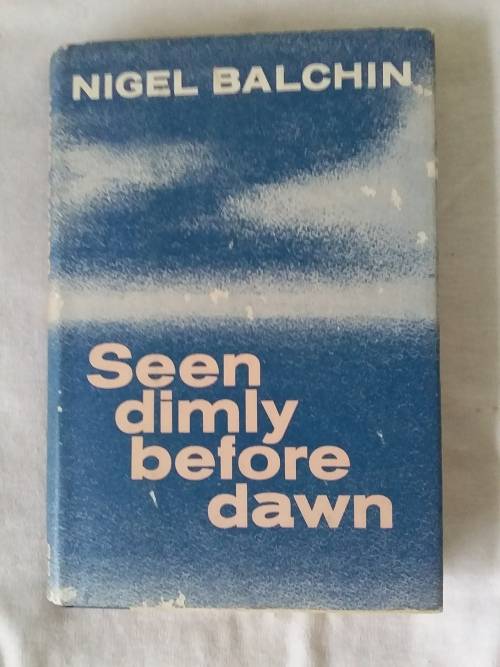 NIGEL BALCHIN
Seen
dimly
before
dawn